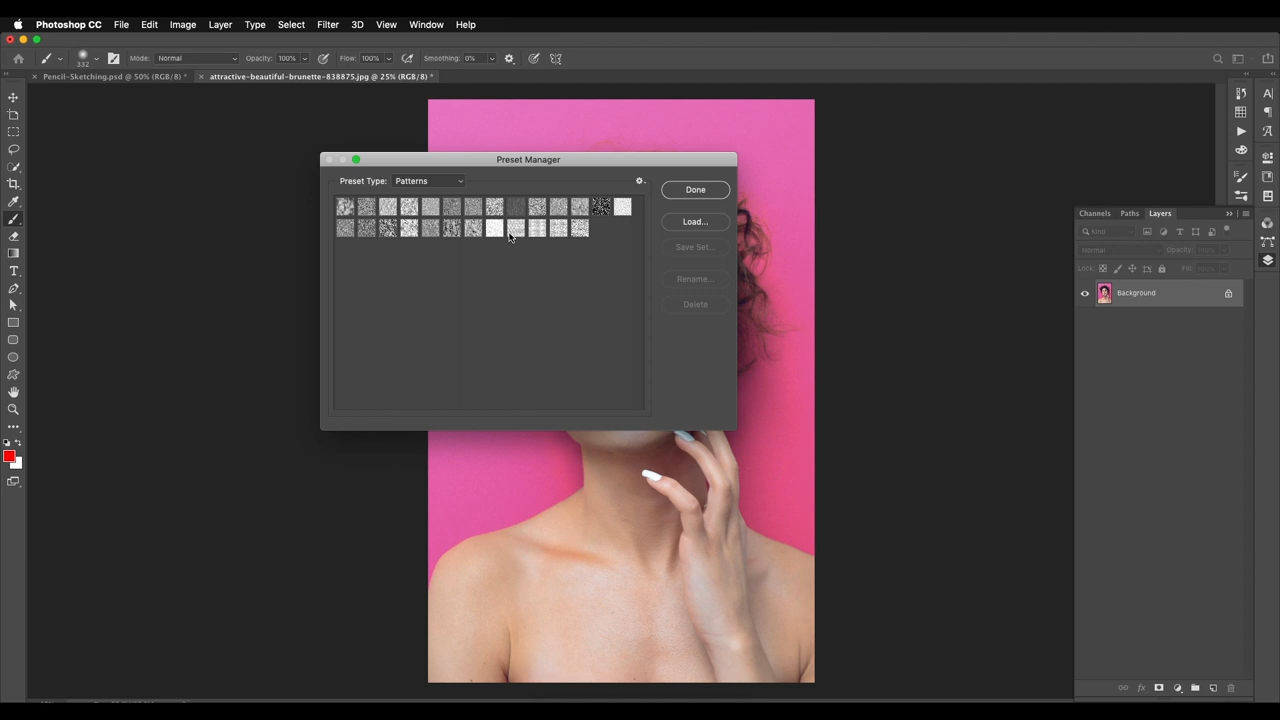 Photoshop CC File Edit Image Layer Type Select Filter 3D View Window Help
332 Mode: Normal Opacity: 100% Flow: 100% Smoothing: 0%
Pencil-Sketching.psd @ 50% (RGB/8) * attractive-beautiful-brunette-838875.jpg @ 25% (RGB/8) *
Preset Manager
Preset Type: Patterns
Done
Load...
Save Set...
Rename...
Delete
Channels Paths Layers
Kind
Normal Opacity:
Lock: Fill:
Background